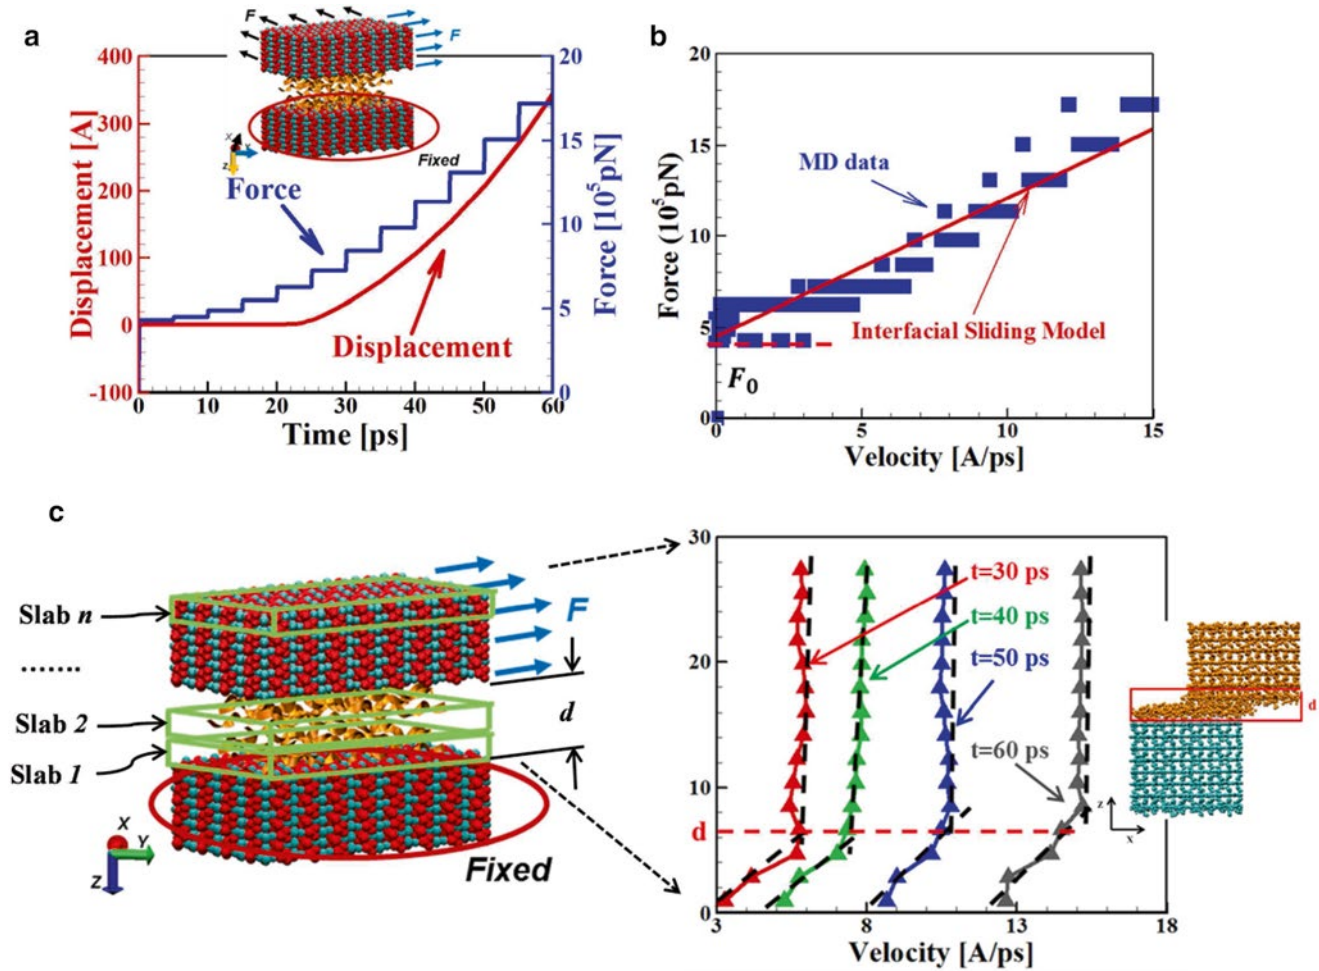 a
F
F
Fixed
X
Y
Z
400
300
200
100
0
-100
Displacement [A]
20
15
10
5
0
Force [10⁵pN]
Force
Displacement
0 10 20 30 40 50 60
Time [ps]
b
20
15
10
5
0
Force (10⁵pN)
MD data
Interfacial Sliding Model
F₀
0 5 10 15
Velocity [A/ps]
c
Slab n
.......
Slab 2
Slab 1
F
d
X
Y
Z
Fixed
30
20
10
d
0
t=30 ps
t=40 ps
t=50 ps
t=60 ps
3 8 13 18
Velocity [A/ps]
d
z
x